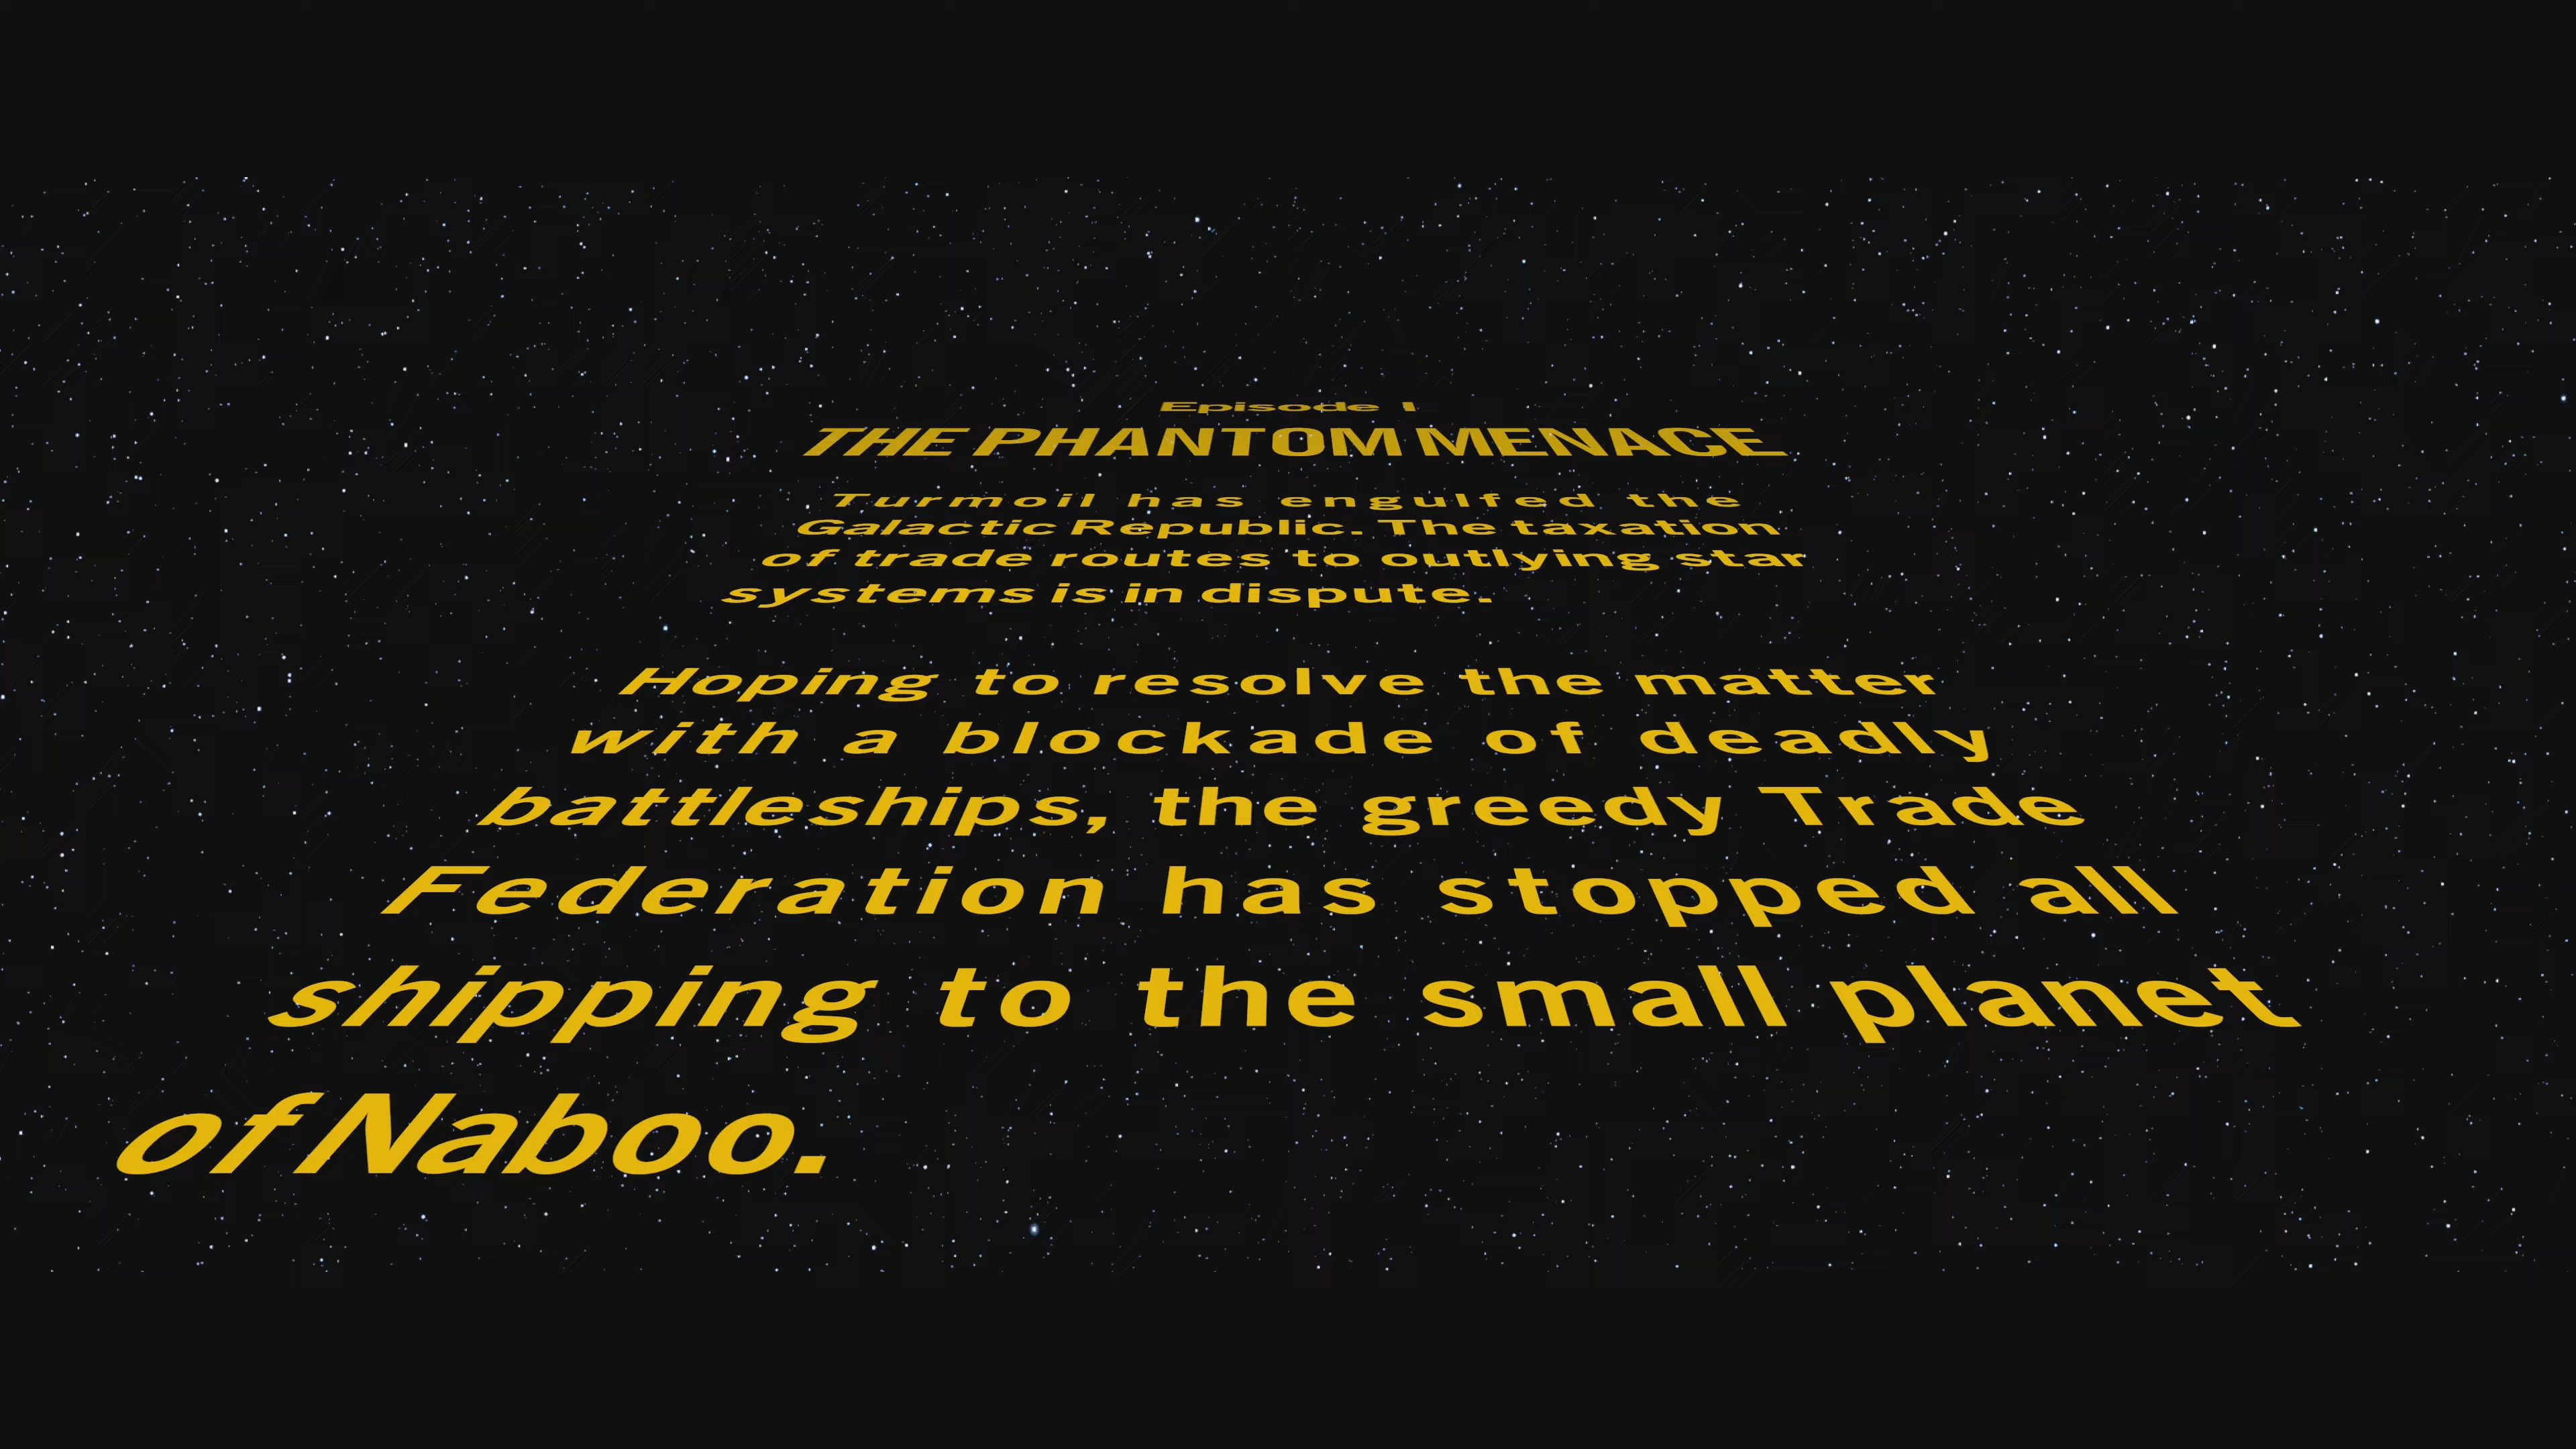 Episode I
THE PHANTOM MENACE
Turmoil has engulfed the
Galactic Republic. The taxation
of trade routes to outlying star
systems is in dispute.
Hoping to resolve the matter
with a blockade of deadly
battleships, the greedy Trade
Federation has stopped all
shipping to the small planet
of Naboo.